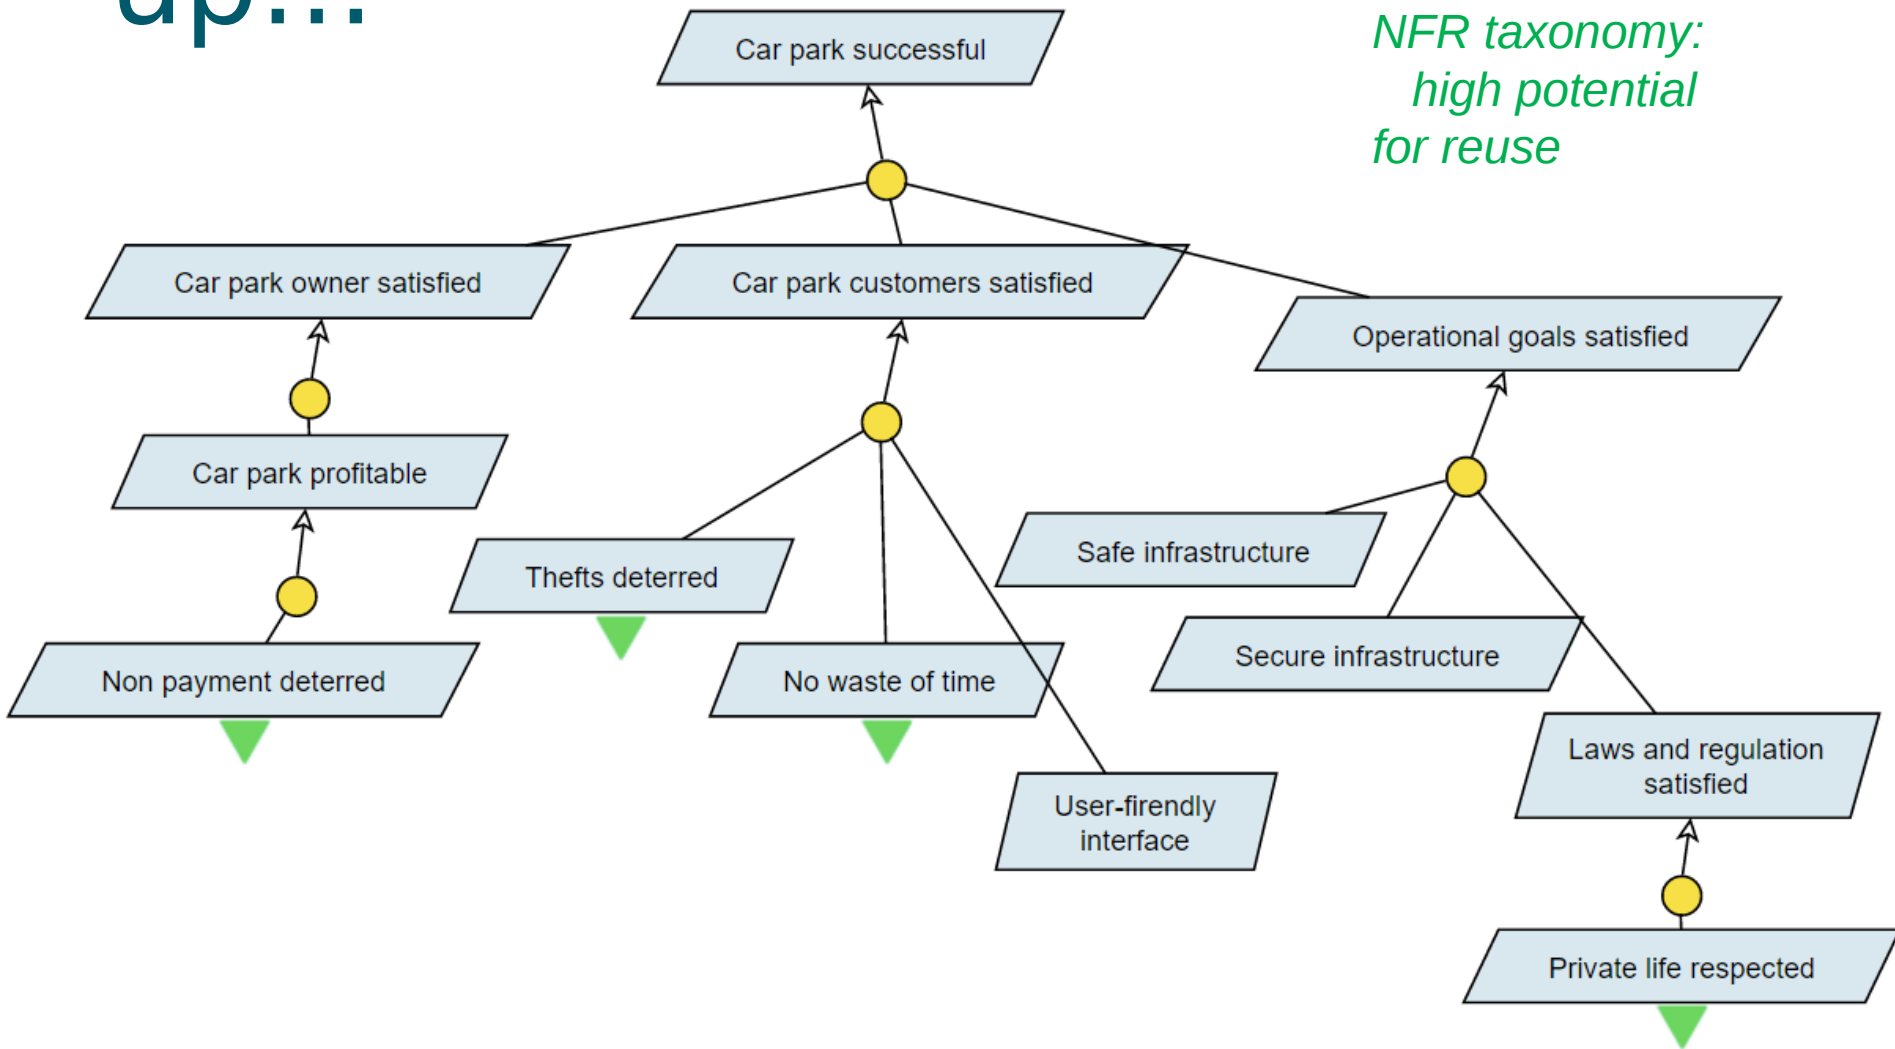 up...
NFR taxonomy:
high potential
for reuse
Car park successful
Car park owner satisfied
Car park customers satisfied
Operational goals satisfied
Car park profitable
Thefts deterred
Safe infrastructure
Non payment deterred
No waste of time
Secure infrastructure
User-firendly
interface
Laws and regulation
satisfied
Private life respected